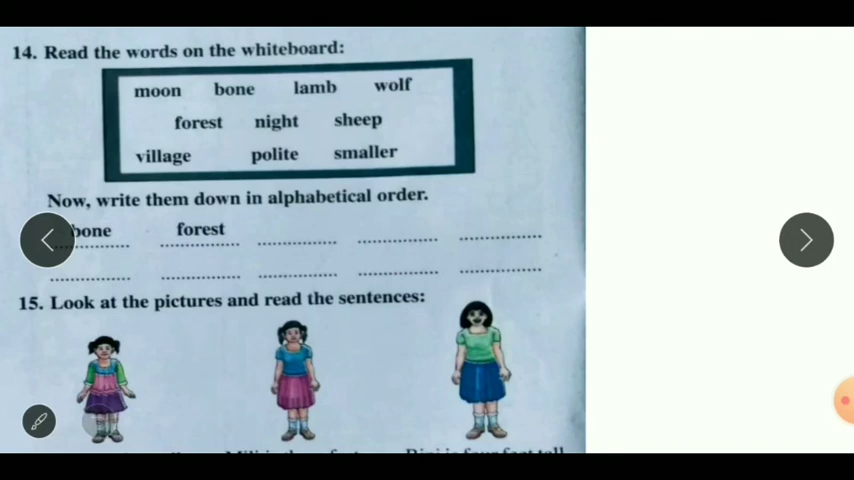 14. Read the words on the whiteboard:
moon bone lamb wolf
forest night sheep
village polite smaller
Now, write them down in alphabetical order.
bone forest
15. Look at the pictures and read the sentences: